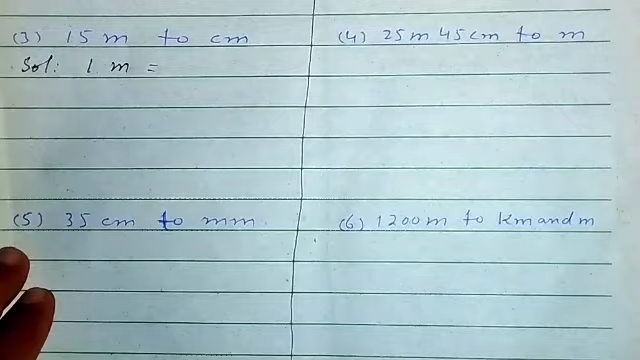 (3) 15 m to cm
Sol: 1 m =
(4) 25 m 45 cm to m
(5) 35 cm to mm.
(6) 1200 m to km and m